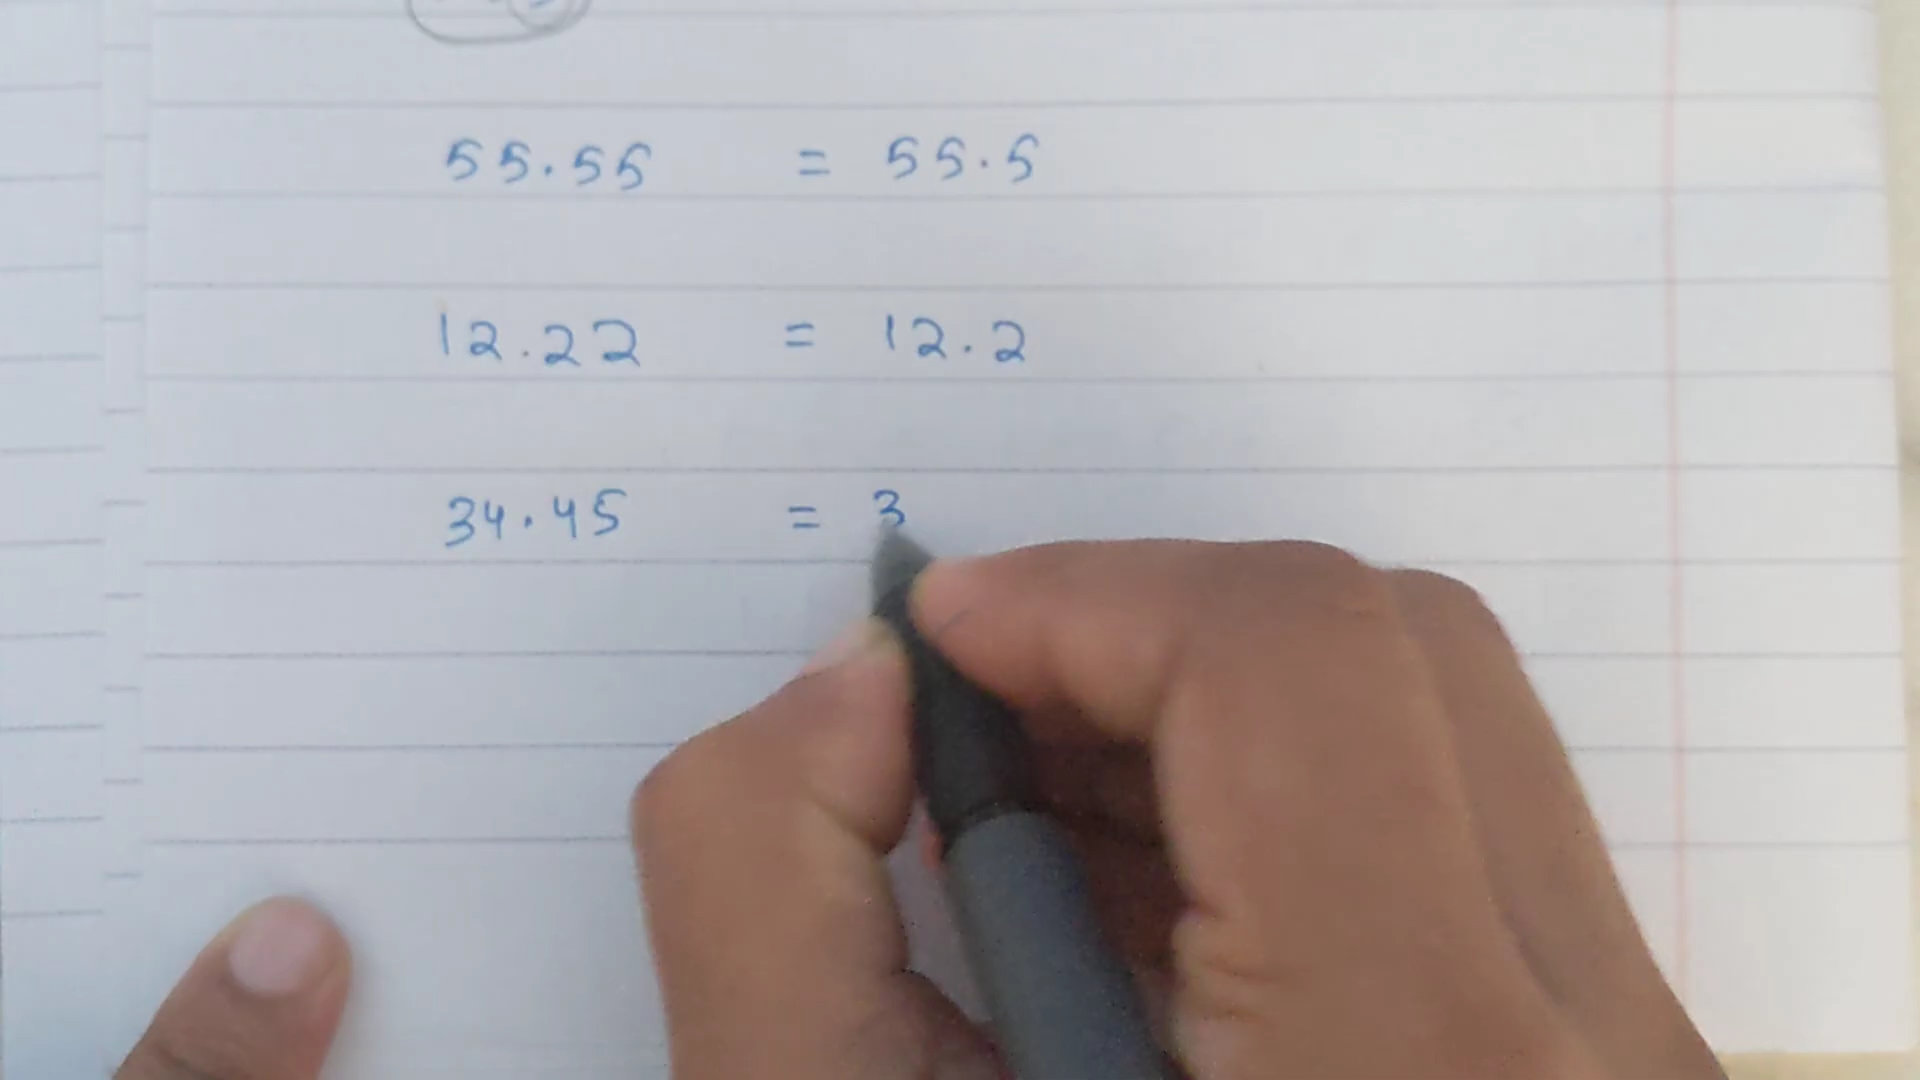 55.55 = 55.5
12.22 = 12.2
34.45 = 3